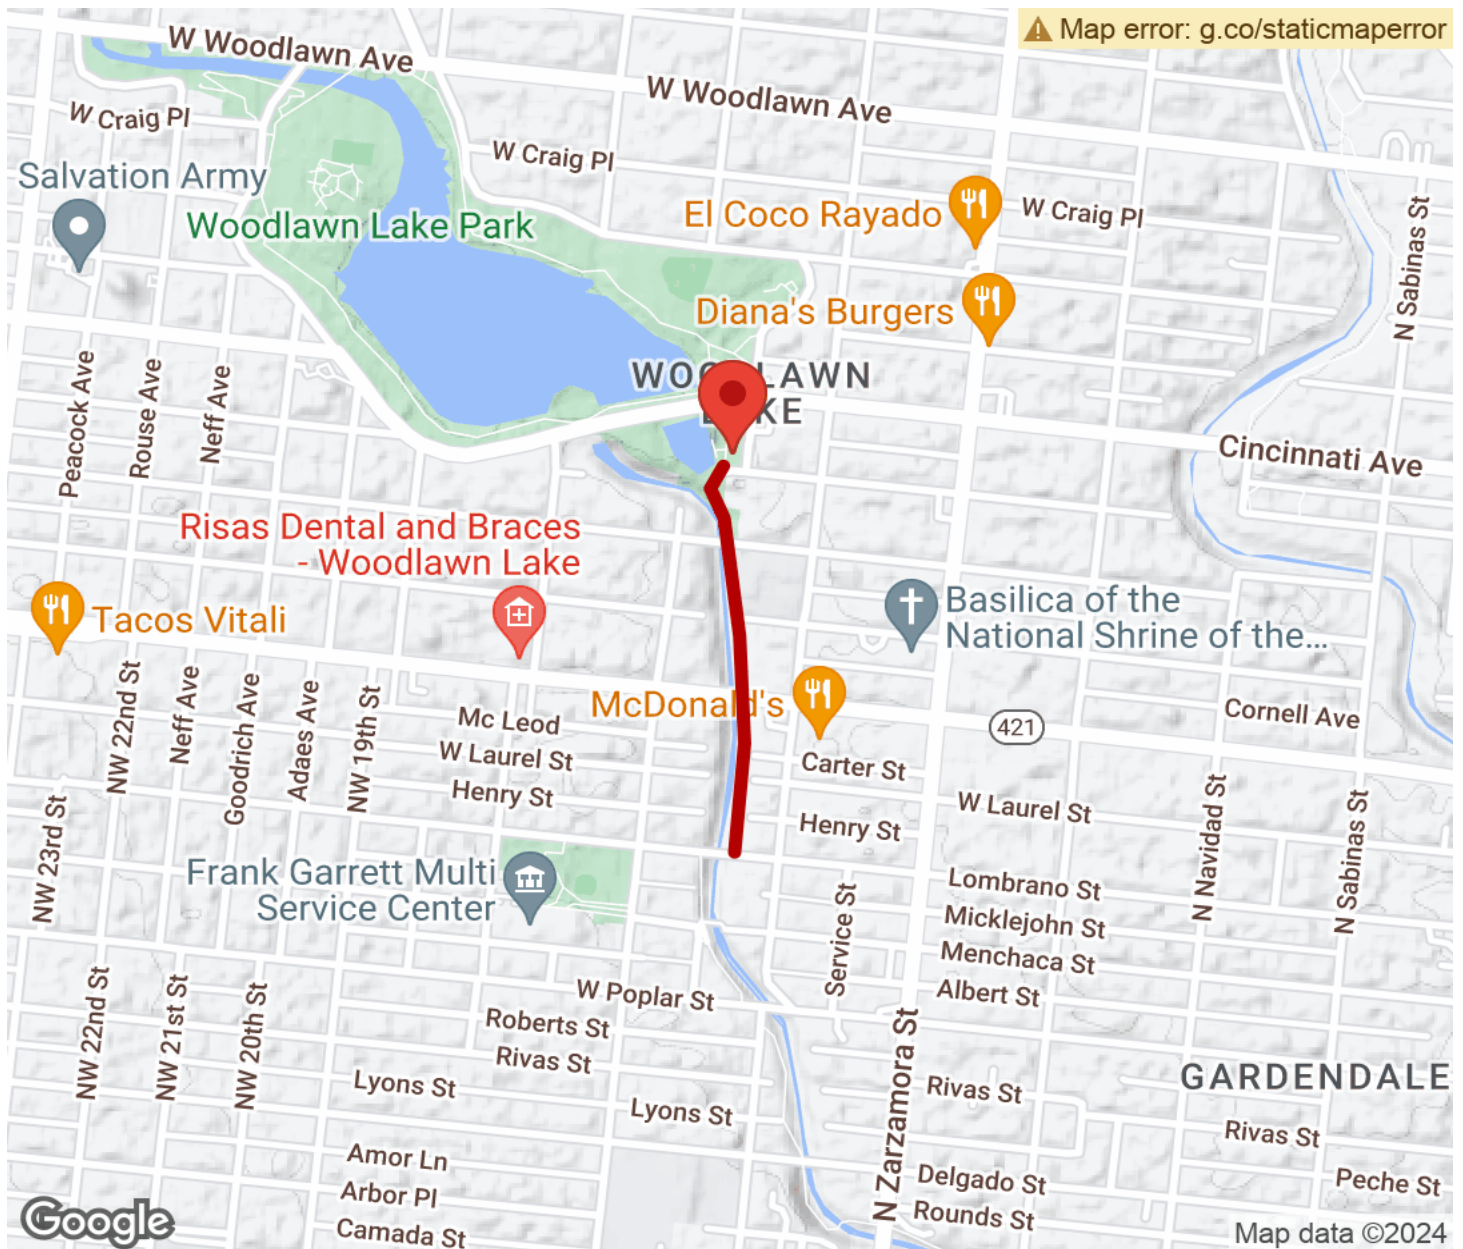 Map error: g.co/staticmaperror
W Woodlawn Ave
W Woodlawn Ave
W Craig Pl
W Craig Pl
Salvation Army
Woodlawn Lake Park
El Coco Rayado
W Craig Pl
N Sabinas St
Diana's Burgers
WOODLAWN
LAKE
Peacock Ave
Rouse Ave
Neff Ave
Cincinnati Ave
Risas Dental and Braces
- Woodlawn Lake
Tacos Vitali
Basilica of the
National Shrine of the...
McDonald's
NW 22nd St
Neff Ave
Goodrich Ave
Adaes Ave
NW 19th St
Mc Leod
W Laurel St
Henry St
421
Cornell Ave
Carter St
W Laurel St
Henry St
NW 23rd St
N Navidad St
N Sabinas St
Frank Garrett Multi
Service Center
Lombrano St
Micklejohn St
Menchaca St
Albert St
Service St
NW 22nd St
NW 21st St
NW 20th St
W Poplar St
Roberts St
Rivas St
Lyons St
Lyons St
N Zarzamora St
Rivas St
GARDENDALE
Rivas St
Amor Ln
Arbor Pl
Camada St
Delgado St
Rounds St
Peche St
Google
Map data ©2024